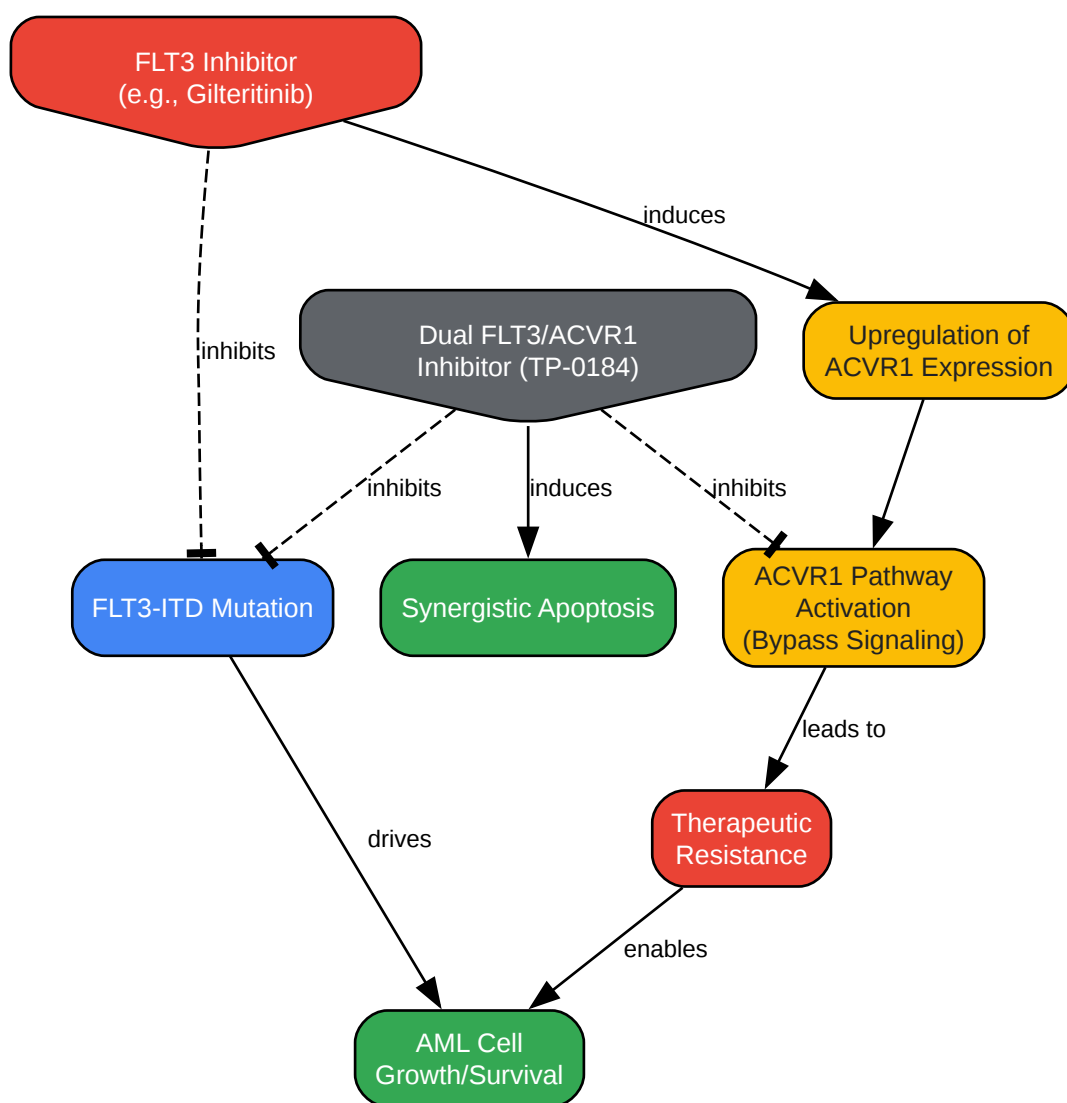 FLT3 Inhibitor
(e.g., Gilteritinib)
induces
Dual FLT3/ACVR1
Inhibitor (TP-0184)
Upregulation of
ACVR1 Expression
inhibits
inhibits
induces
inhibits
FLT3-ITD Mutation
Synergistic Apoptosis
ACVR1 Pathway
Activation
(Bypass Signaling)
leads to
Therapeutic
Resistance
drives
enables
AML Cell
Growth/Survival